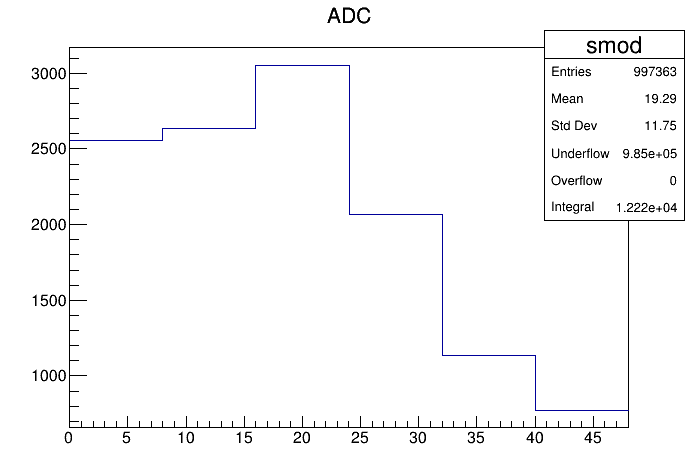 ADC
smod
Entries 997363
Mean 19.29
Std Dev 11.75
Underflow 9.85e+05
Overflow 0
Integral 1.222e+04
3000
2500
2000
1500
1000
0 5 10 15 20 25 30 35 40 45